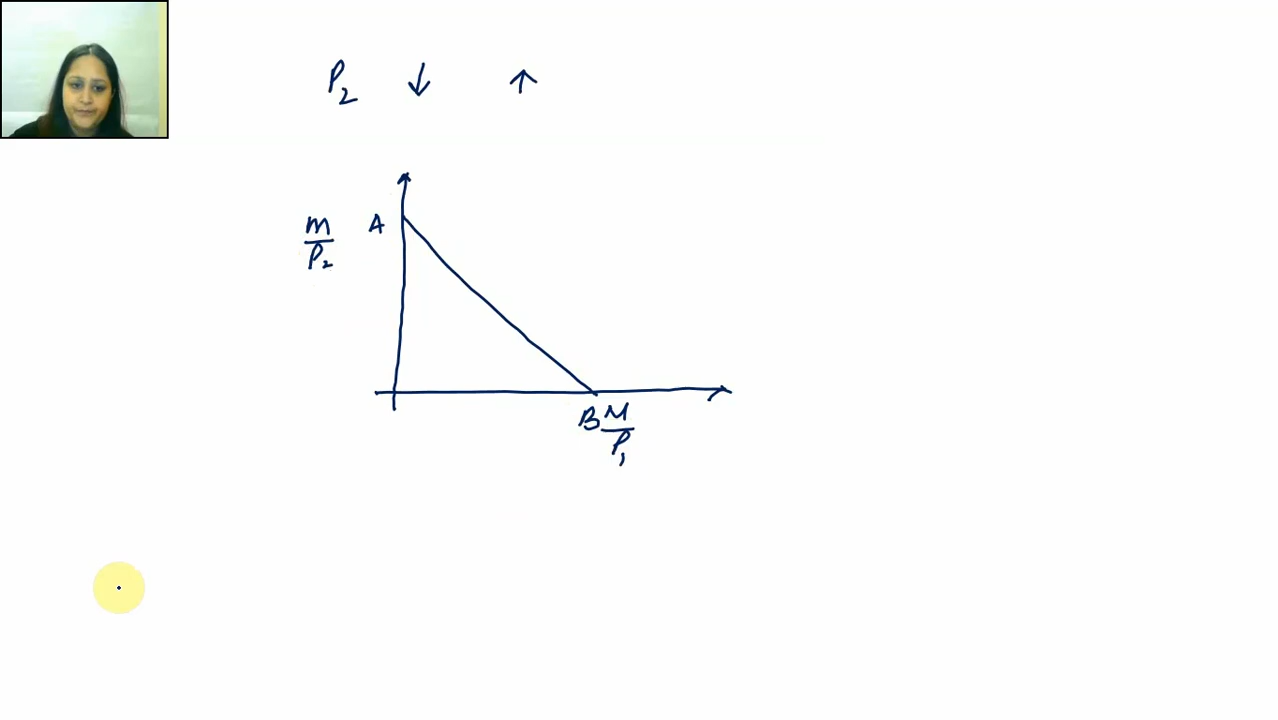 P₂ ↓ ↑
M/P₂ A
B M/P₁